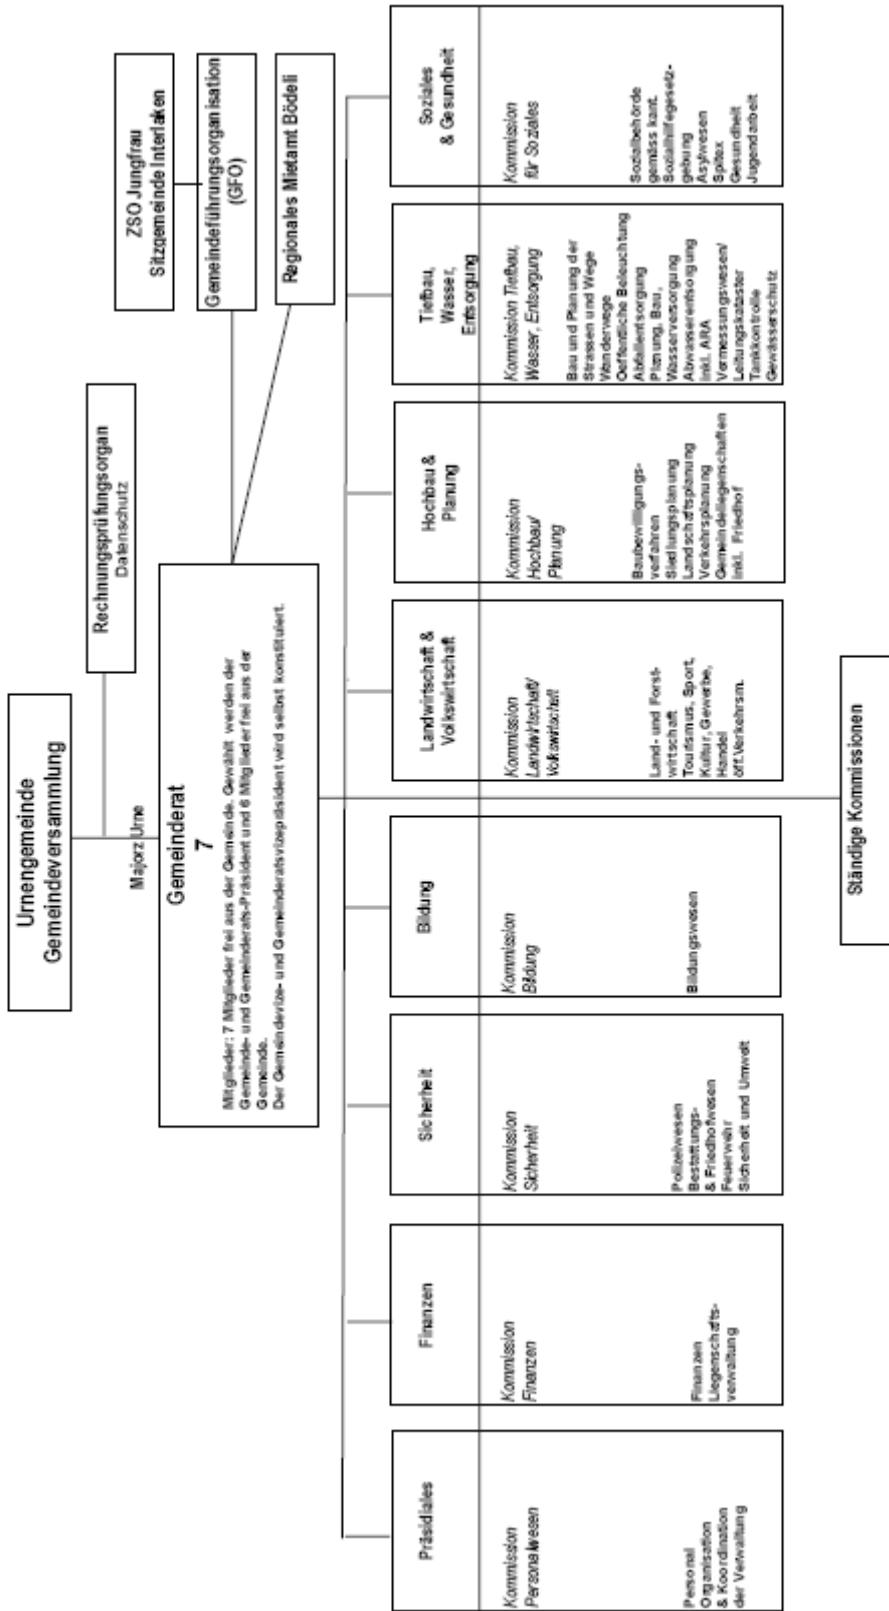 Urnengemeinde
Gemeindeversammlung
Rechnungsprüfungsorgan
Datenschutz
ZSO Jungfrau
Sitzgemeinde Interlaken
Gemeindeführungsorganisation
(GFO)
Regionales Mietamt Bödeli
Majorz Urne
Gemeinderat
7
Mitglieder: 7 Mitglieder frei aus der Gemeinde. Gewählt werden der
Gemeinde- und Gemeinderats-Präsident und 6 Mitglieder frei aus der
Gemeinde.
Der Gemeindevize- und Gemeinderatsvizepräsident wird selbst konstituiert.
Präsidiales
Kommission
Personalwesen
Personal
Organisation
& Koordination
der Verwaltung
Finanzen
Kommission
Finanzen
Finanzen
Liegenschafts-
verwaltung
Sicherheit
Kommission
Sicherheit
Polizeiwesen
Bestattungs-
& Friedhofwesen
Feuerwehr
Sicherheit und Umwelt
Bildung
Kommission
Bildung
Bildungswesen
Landwirtschaft &
Volkswirtschaft
Kommission
Landwirtschaft/
Volkswirtschaft
Land- und Forst-
wirtschaft
Tourismus, Sport,
Kultur, Gewerbe,
Handel
öff.Verkehrsm.
Hochbau &
Planung
Kommission
Hochbau/
Planung
Baubewilligungs-
verfahren
Siedlungsplanung
Landschaftsplanung
Verkehrsplanung
Gemeindeliegenschaften
inkl. Friedhof
Tiefbau,
Wasser,
Entsorgung
Kommission Tiefbau,
Wasser, Entsorgung
Bau und Planung der
Strassen und Wege
Wanderwege
Oeffentliche Beleuchtung
Abfallentsorgung
Planung, Bau,
Wasserversorgung
Abwasserentsorgung
inkl. ARA
Vermessungswesen/
Leitungskataster
Tankkontrolle
Gewässerschutz
Soziales
& Gesundheit
Kommission
für Soziales
Sozialbehörde
gemäss kant.
Sozialhilfegesetz-
gebung
Asylwesen
Spitex
Gesundheit
Jugendarbeit
Ständige Kommissionen